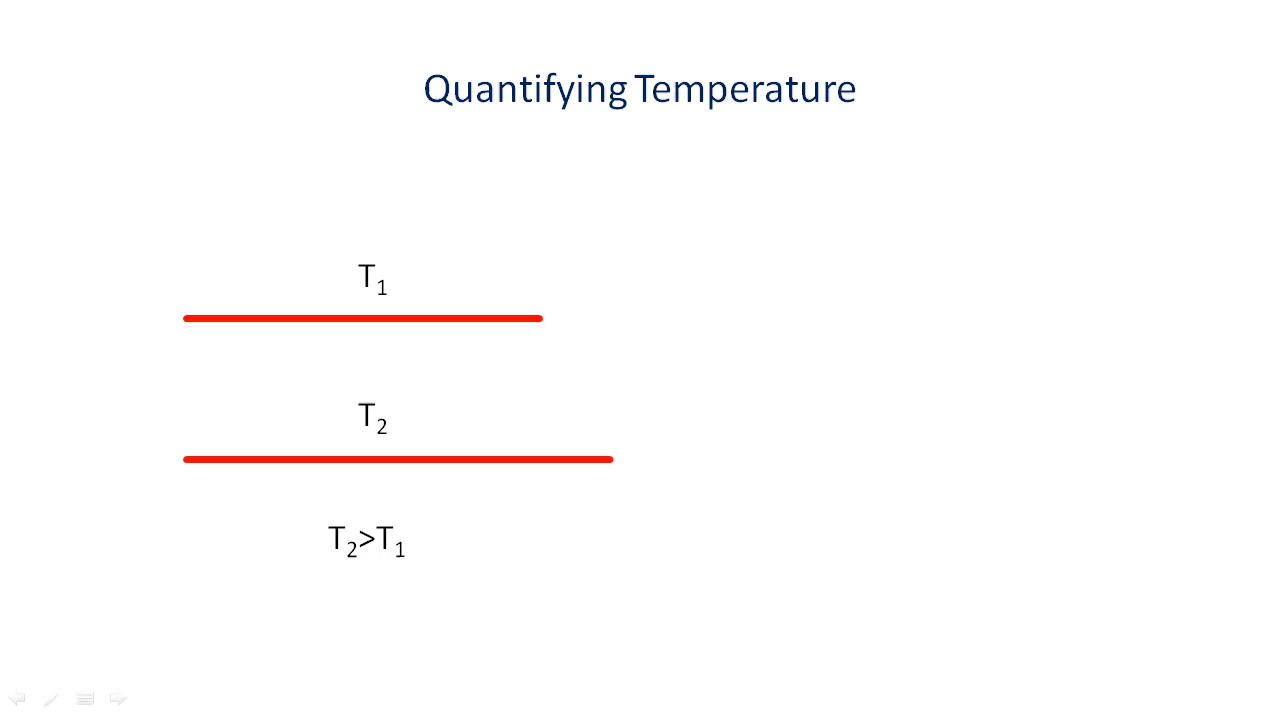 Quantifying Temperature
T₁
T₂
T₂>T₁